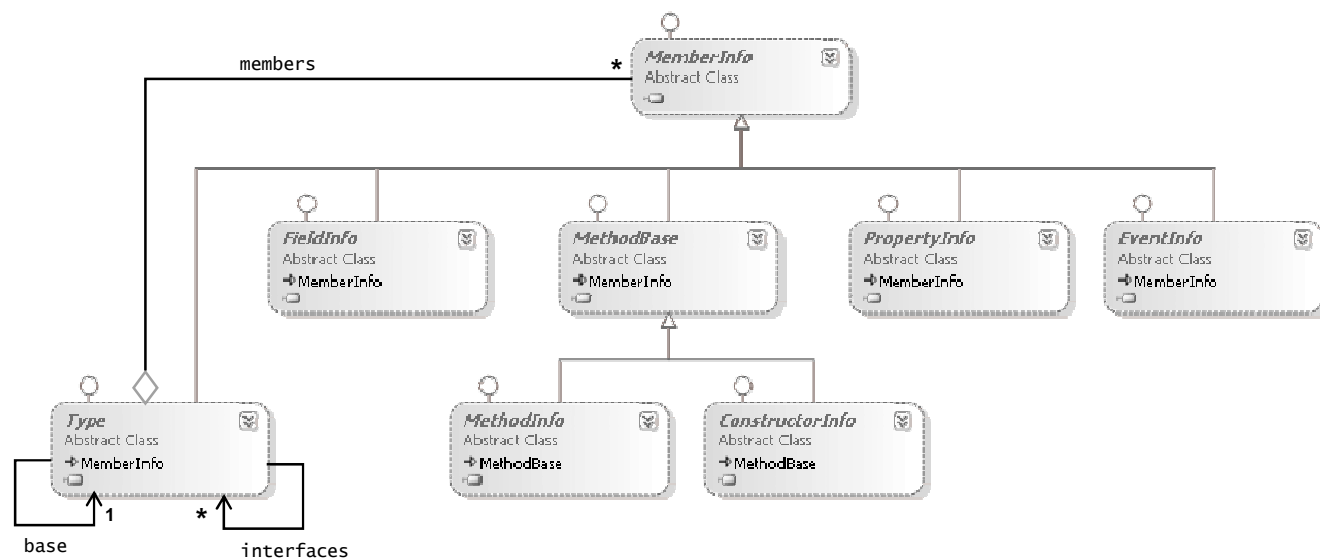 members
*
MemberInfo
Abstract Class
FieldInfo
Abstract Class
MemberInfo
MethodBase
Abstract Class
MemberInfo
PropertyInfo
Abstract Class
MemberInfo
EventInfo
Abstract Class
MemberInfo
Type
Abstract Class
MemberInfo
MethodInfo
Abstract Class
MethodBase
ConstructorInfo
Abstract Class
MethodBase
1
*
base
interfaces